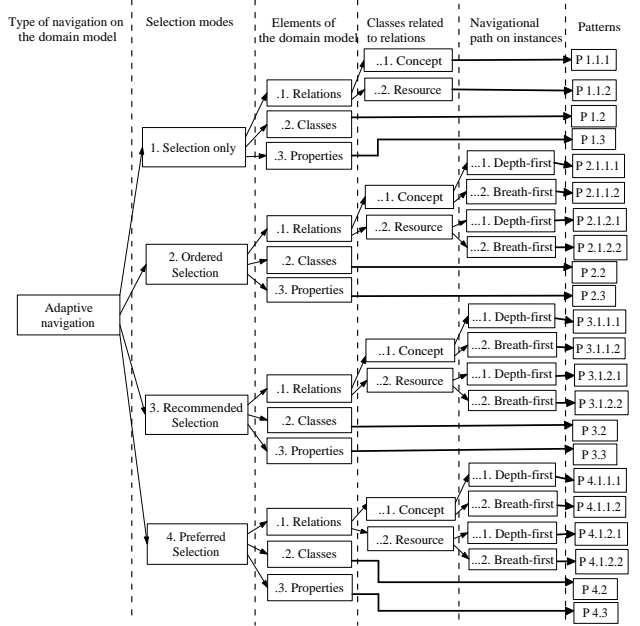 Type of navigation on
the domain model
Selection modes
Elements of
the domain model
Classes related
to relations
Navigational
path on instances
Patterns
..1. Concept
P 1.1.1
.1. Relations
..2. Resource
P 1.1.2
.2. Classes
P 1.2
1. Selection only
.3. Properties
P 1.3
...1. Depth-first
P 2.1.1.1
..1. Concept
...2. Breath-first
P 2.1.1.2
.1. Relations
..2. Resource
...1. Depth-first
P 2.1.2.1
...2. Breath-first
P 2.1.2.2
2. Ordered
Selection
.2. Classes
P 2.2
.3. Properties
P 2.3
Adaptive
navigation
...1. Depth-first
P 3.1.1.1
..1. Concept
...2. Breath-first
P 3.1.1.2
.1. Relations
..2. Resource
...1. Depth-first
P 3.1.2.1
...2. Breath-first
P 3.1.2.2
3. Recommended
Selection
.2. Classes
P 3.2
.3. Properties
P 3.3
...1. Depth-first
P 4.1.1.1
..1. Concept
...2. Breath-first
P 4.1.1.2
.1. Relations
..2. Resource
...1. Depth-first
P 4.1.2.1
...2. Breath-first
P 4.1.2.2
4. Preferred
Selection
.2. Classes
P 4.2
.3. Properties
P 4.3